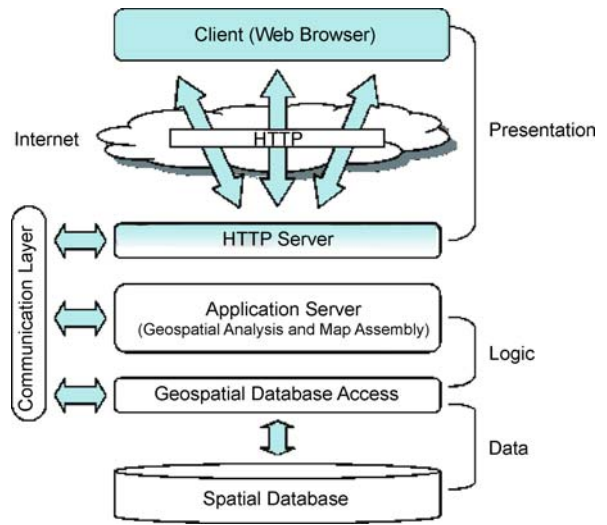 Client (Web Browser)
Internet
HTTP
Presentation
HTTP Server
Communication Layer
Application Server
(Geospatial Analysis and Map Assembly)
Logic
Geospatial Database Access
Data
Spatial Database